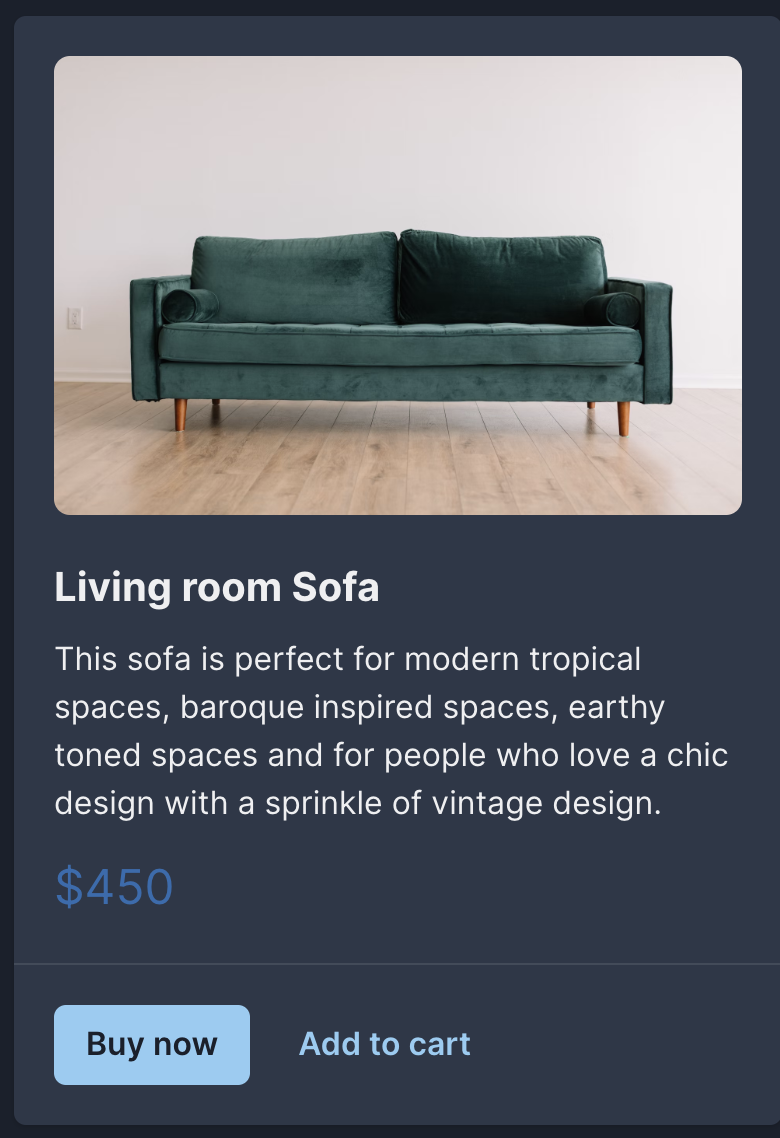 Living room Sofa
This sofa is perfect for modern tropical
spaces, baroque inspired spaces, earthy
toned spaces and for people who love a chic
design with a sprinkle of vintage design.
$450
Buy now
Add to cart